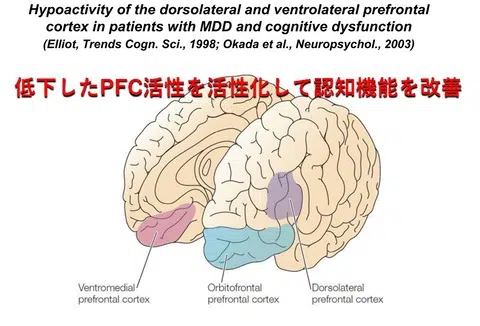 Hypoactivity of the dorsolateral and ventrolateral prefrontal
cortex in patients with MDD and cognitive dysfunction
(Elliot, Trends Cogn. Sci., 1998; Okada et al., Neuropsychol., 2003)
低下したPFC活性を活性化して認知機能を改善
Ventromedial
prefrontal cortex
Orbitofrontal
prefrontal cortex
Dorsolateral
prefrontal cortex